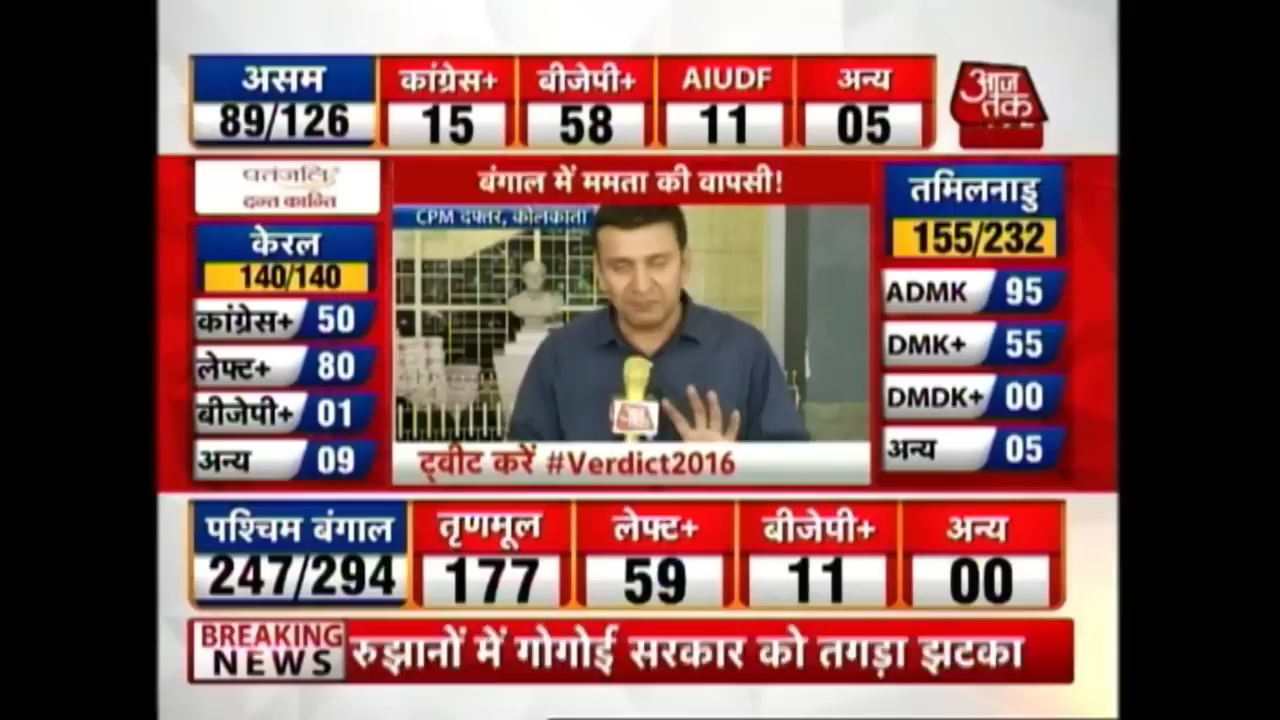 असम
89/126
कांग्रेस+
15
बीजेपी+
58
AIUDF
11
अन्य
05
आज
तक
पतंजलि
दन्त कान्ति
केरल
140/140
कांग्रेस+ 50
लेफ्ट+ 80
बीजेपी+ 01
अन्य 09
बंगाल में ममता की वापसी!
CPM दफ्तर, कोलकाता
ट्वीट करें #Verdict2016
तमिलनाडु
155/232
ADMK 95
DMK+ 55
DMDK+ 00
अन्य 05
पश्चिम बंगाल
247/294
तृणमूल
177
लेफ्ट+
59
बीजेपी+
11
अन्य
00
BREAKING
NEWS
रुझानों में गोगोई सरकार को तगड़ा झटका